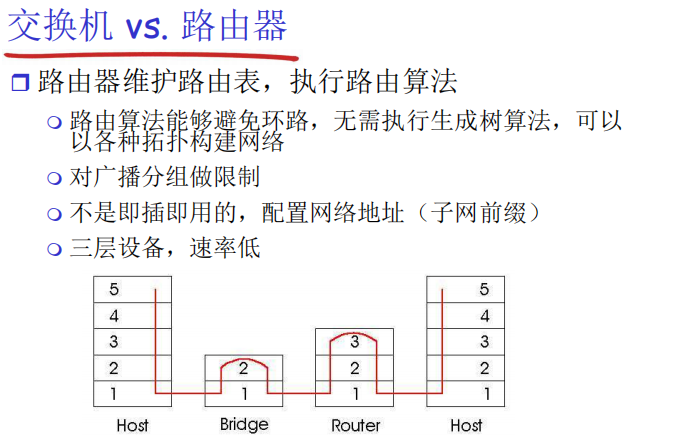 交换机 vs. 路由器
路由器维护路由表，执行路由算法
路由算法能够避免环路，无需执行生成树算法，可以
以各种拓扑构建网络
对广播分组做限制
不是即插即用的，配置网络地址（子网前缀）
三层设备，速率低
5 5
4 4
3 3 3
2 2 2 2
1 1 1 1
Host Bridge Router Host